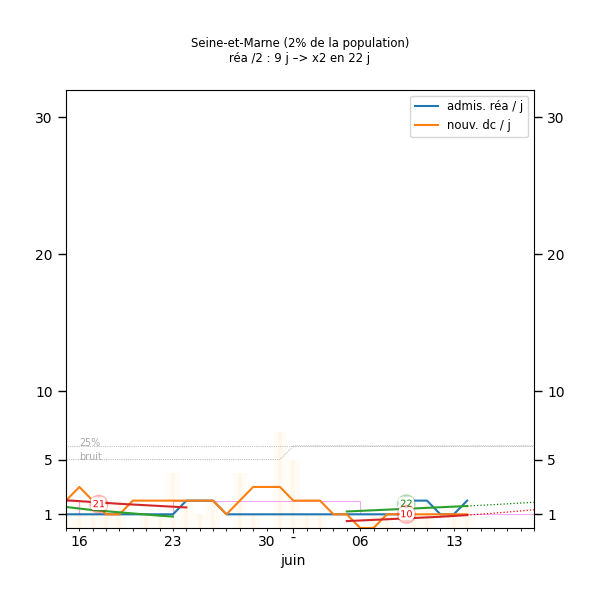 Seine-et-Marne (2% de la population)
réa /2 : 9 j –> x2 en 22 j
admis. réa / j
nouv. dc / j
30 30
20 20
10 10
25%
bruit
5 5
21 22
10
1 1
16 23 30 - 06 13
juin